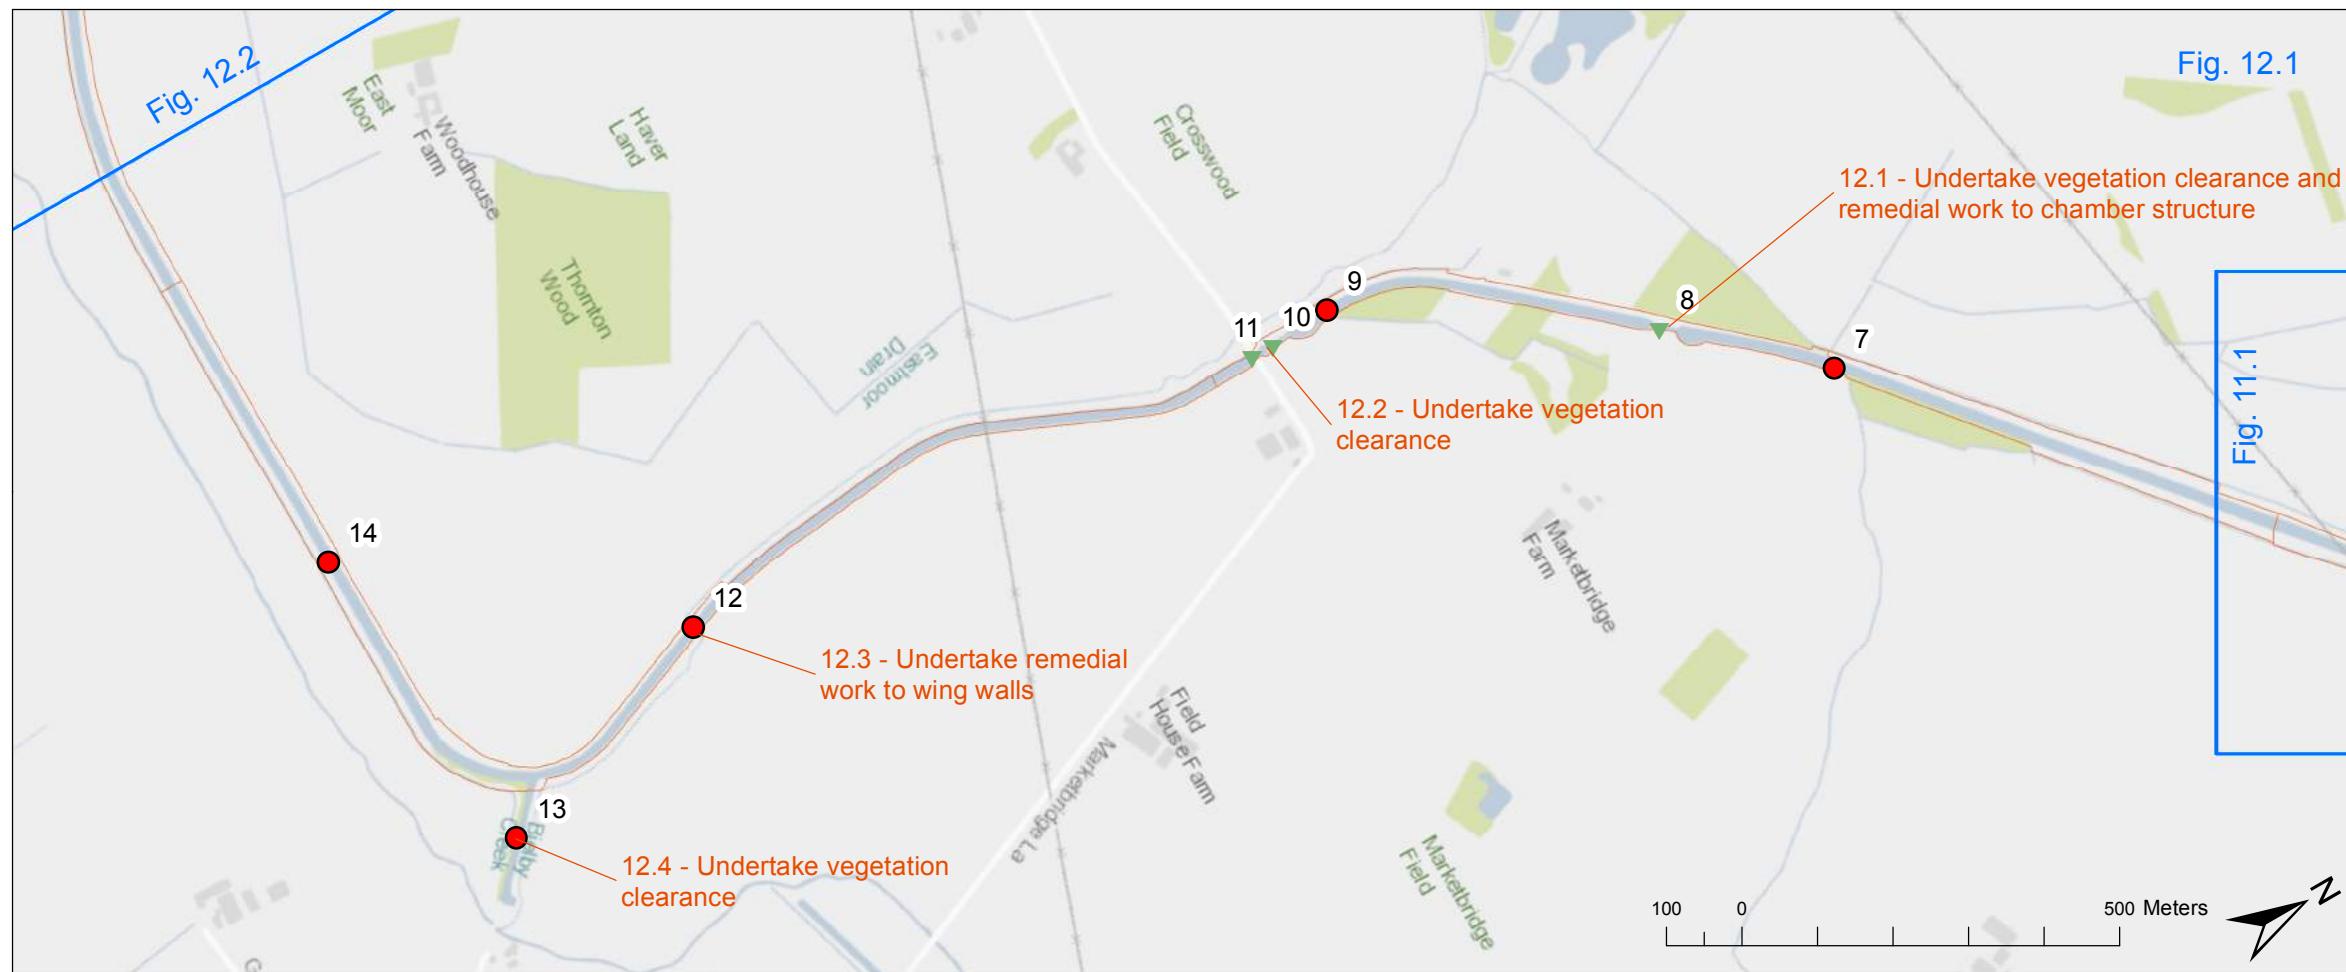 Fig. 12.2
East
Moor
Woodhouse
Farm
Haver
Land
Crosswood
Field
Fig. 12.1
12.1 - Undertake vegetation clearance and
remedial work to chamber structure
Thornton
Wood
Eastmoor
Drain
11
10
9
8
7
12.2 - Undertake vegetation
clearance
Fig. 11.1
14
12
12.3 - Undertake remedial
work to wing walls
Marketbridge
Farm
Field
House Farm
Marketbridge La
13
Bielby
Creek
12.4 - Undertake vegetation
clearance
Marketbridge
Field
100 0 500 Meters
N
G